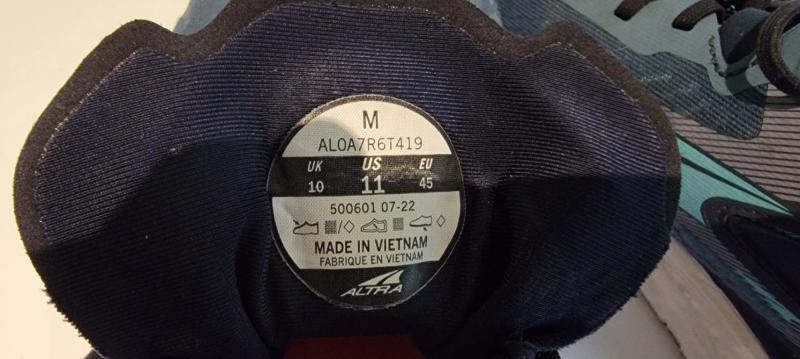 M
AL0A7R6T419
UK US EU
10 11 45
500601 07-22
MADE IN VIETNAM
FABRIQUE EN VIETNAM
ALTRA